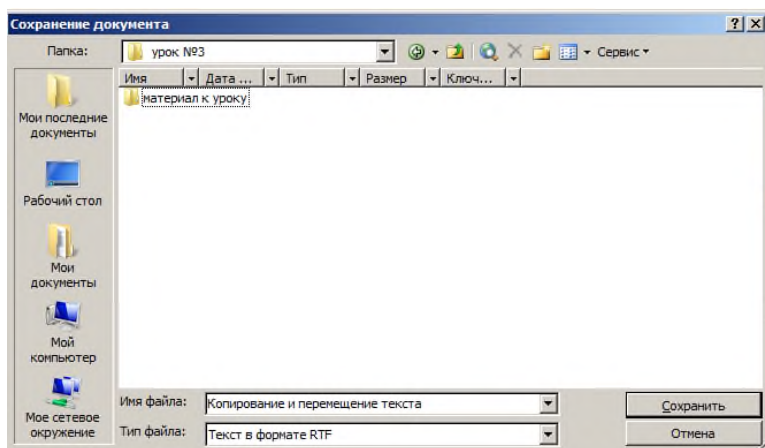 Сохранение документа
Папка:
урок №3
Сервис
Имя
Дата ...
Тип
Размер
Ключ...
материал к уроку
Мои последние
документы
Рабочий стол
Мои
документы
Мой
компьютер
Мое сетевое
окружение
Имя файла:
Копирование и перемещение текста
Сохранить
Тип файла:
Текст в формате RTF
Отмена